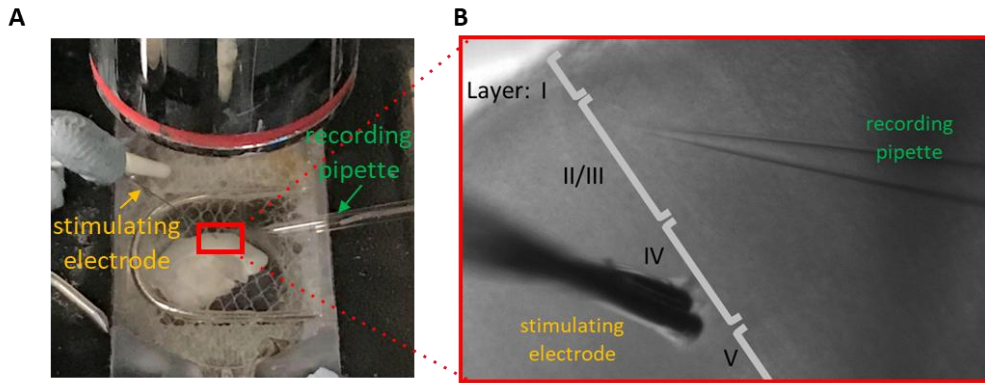 A
recording
pipette
stimulating
electrode
B
Layer: I
II/III
IV
V
recording
pipette
stimulating
electrode